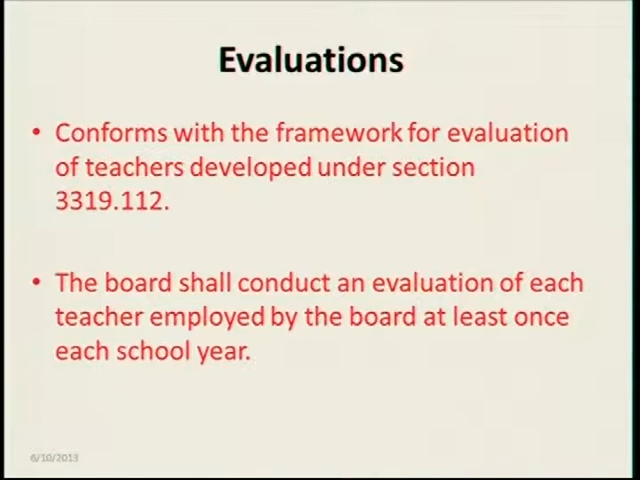 Evaluations
• Conforms with the framework for evaluation
of teachers developed under section
3319.112.
• The board shall conduct an evaluation of each
teacher employed by the board at least once
each school year.
6/10/2013